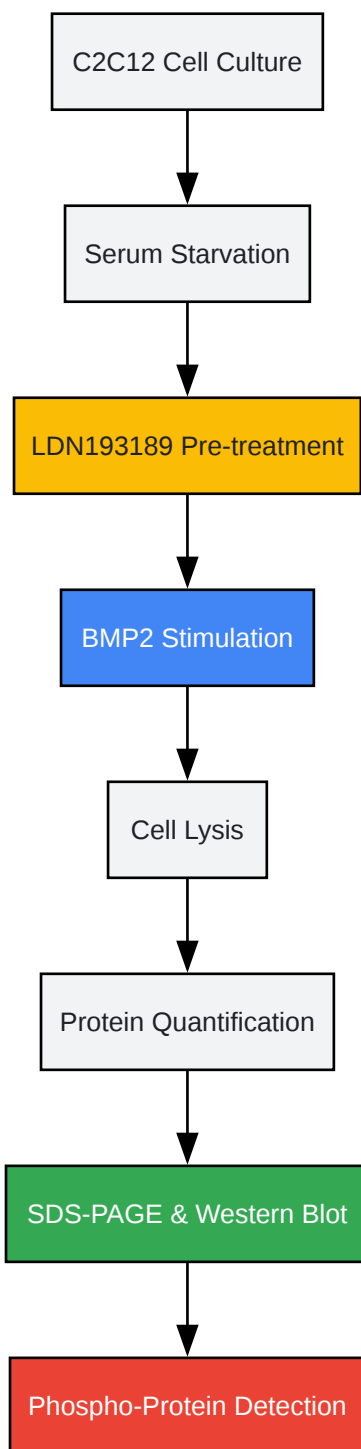 C2C12 Cell Culture
Serum Starvation
LDN193189 Pre-treatment
BMP2 Stimulation
Cell Lysis
Protein Quantification
SDS-PAGE & Western Blot
Phospho-Protein Detection